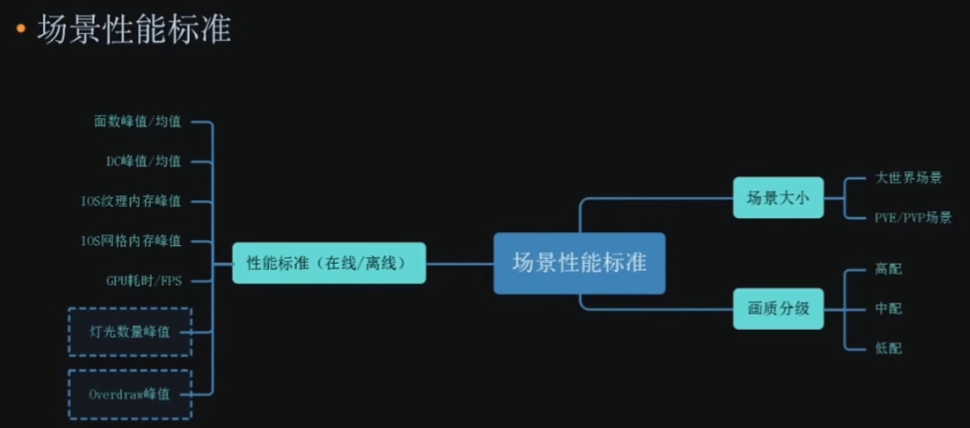 • 场景性能标准
面数峰值/均值
DC峰值/均值
IOS纹理内存峰值
IOS网格内存峰值
GPU耗时/FPS
灯光数量峰值
Overdraw峰值
性能标准（在线/离线）
场景性能标准
场景大小
大世界场景
PVE/PVP场景
画质分级
高配
中配
低配